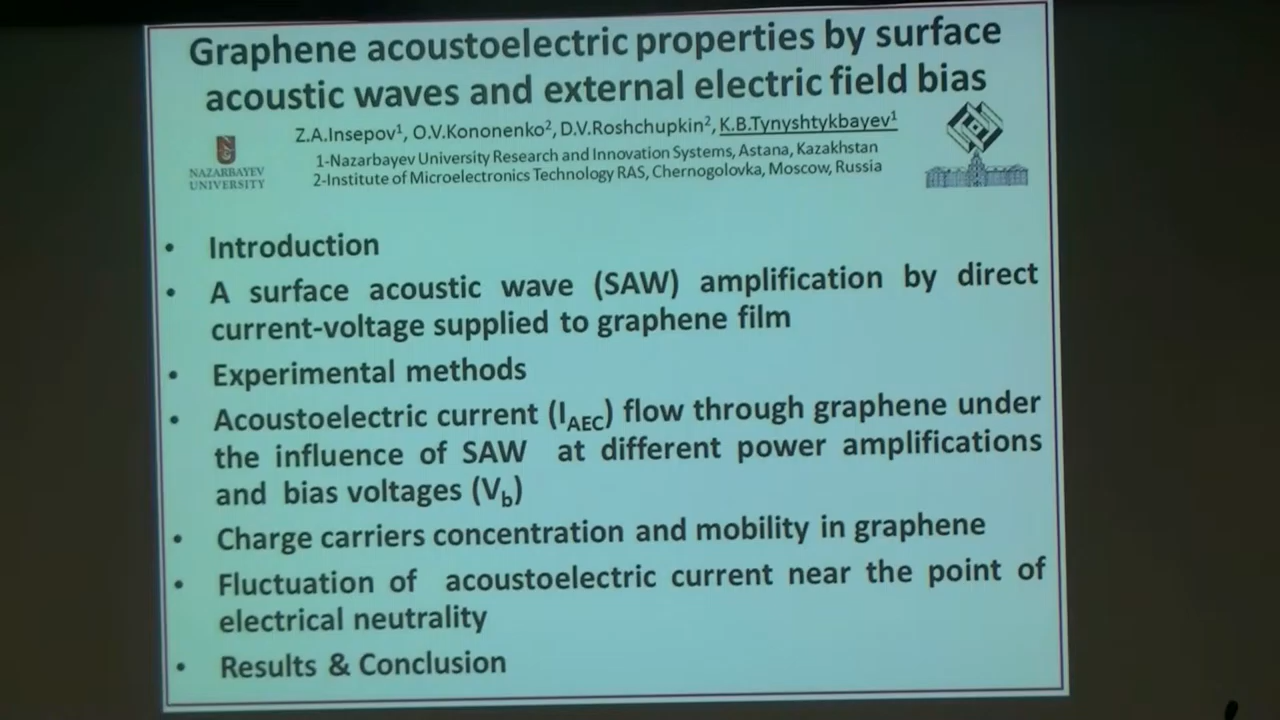 Graphene acoustoelectric properties by surface
acoustic waves and external electric field bias
Z.A.Insepov¹, O.V.Kononenko², D.V.Roshchupkin², K.B.Tynyshtykbayev¹
1-Nazarbayev University Research and Innovation Systems, Astana, Kazakhstan
2-Institute of Microelectronics Technology RAS, Chernogolovka, Moscow, Russia
NAZARBAYEV
UNIVERSITY
• Introduction
• A surface acoustic wave (SAW) amplification by direct
current-voltage supplied to graphene film
• Experimental methods
• Acoustoelectric current (I_AEC) flow through graphene under
the influence of SAW at different power amplifications
and bias voltages (V_b)
• Charge carriers concentration and mobility in graphene
• Fluctuation of acoustoelectric current near the point of
electrical neutrality
• Results & Conclusion